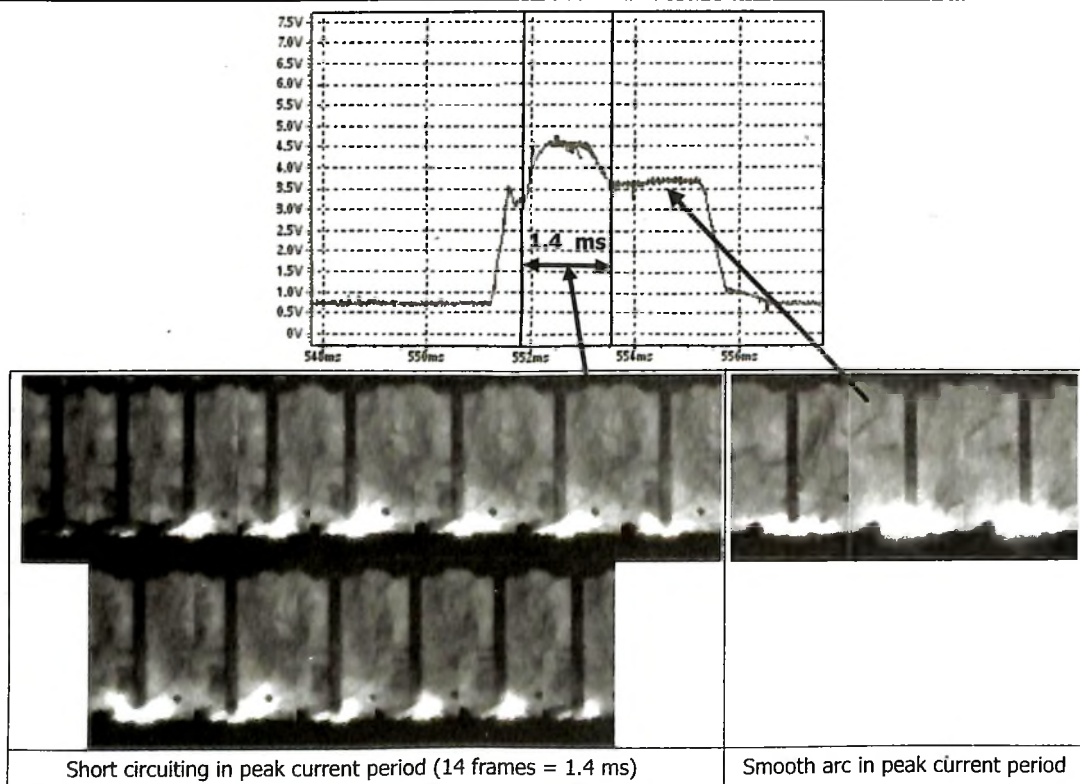 7.5V
7.0V
6.5V
6.0V
5.5V
5.0V
4.5V
4.0V
3.5V
3.0V
2.5V
2.0V
1.5V
1.0V
0.5V
0V
1.4 ms
548ms 550ms 552ms 554ms 556ms
Short circuiting in peak current period (14 frames = 1.4 ms)
Smooth arc in peak current period